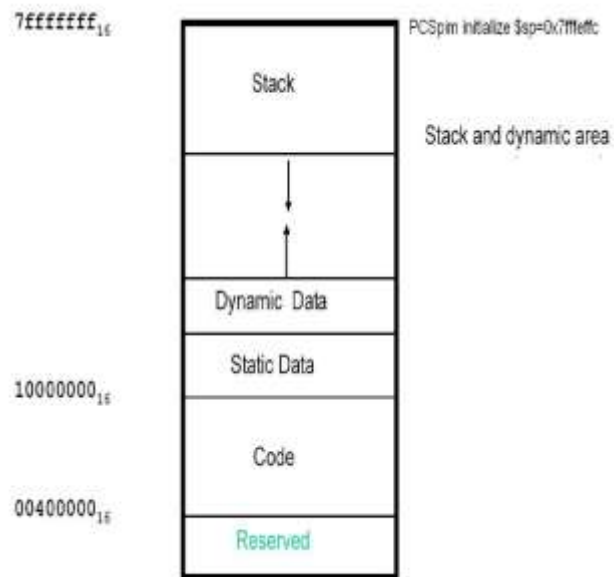 7fffffff16
PCSpim initialize $sp=0x7fffeffc
Stack
Stack and dynamic area
Dynamic Data
Static Data
1000000016
Code
0040000016
Reserved